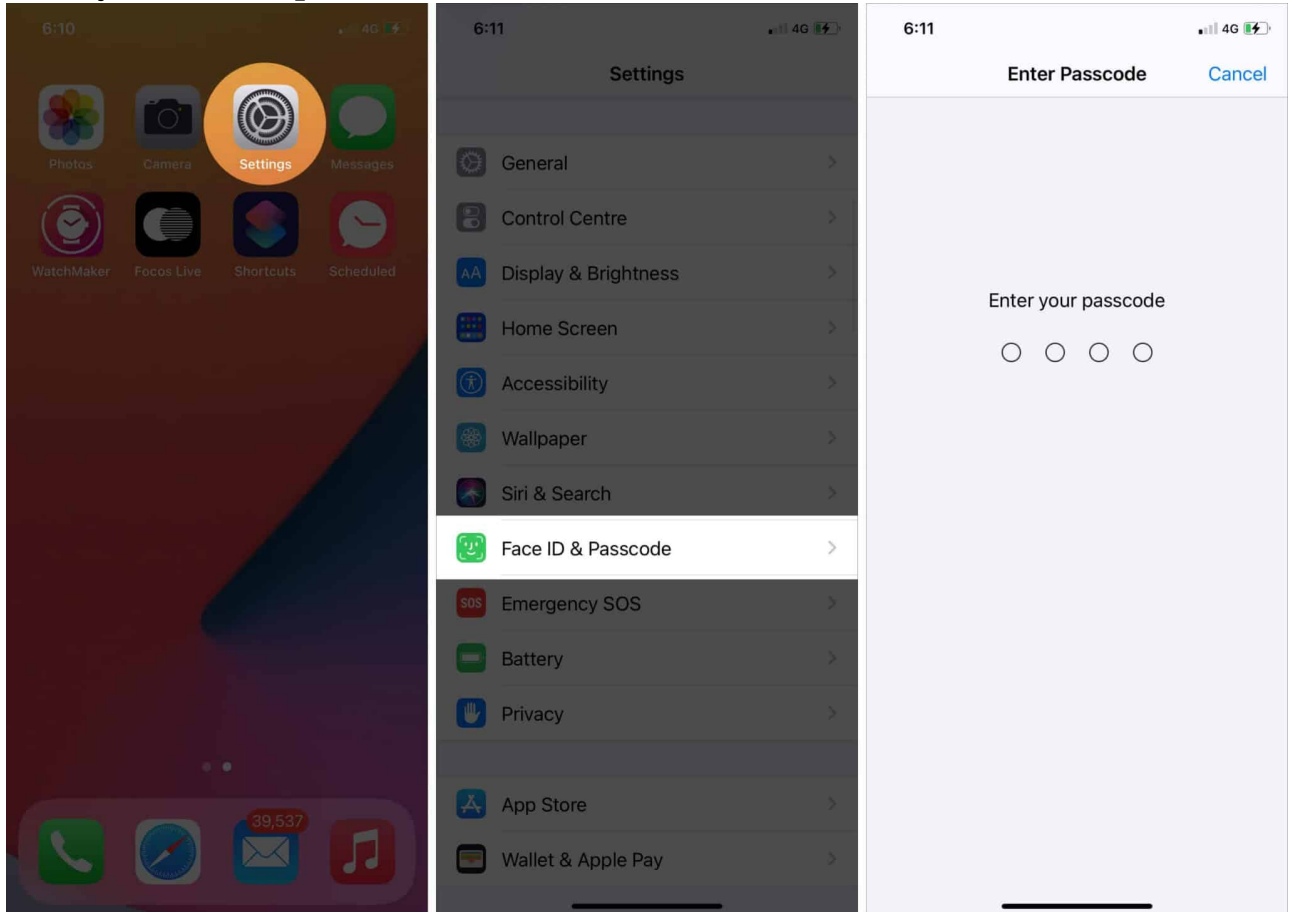 6:10
4G
Photos
Camera
Settings
Messages
WatchMaker
Focos Live
Shortcuts
Scheduled
39,537
6:11
4G
Settings
General
Control Centre
AA
Display & Brightness
Home Screen
Accessibility
Wallpaper
Siri & Search
Face ID & Passcode
SOS
Emergency SOS
Battery
Privacy
App Store
Wallet & Apple Pay
6:11
4G
Enter Passcode
Cancel
Enter your passcode